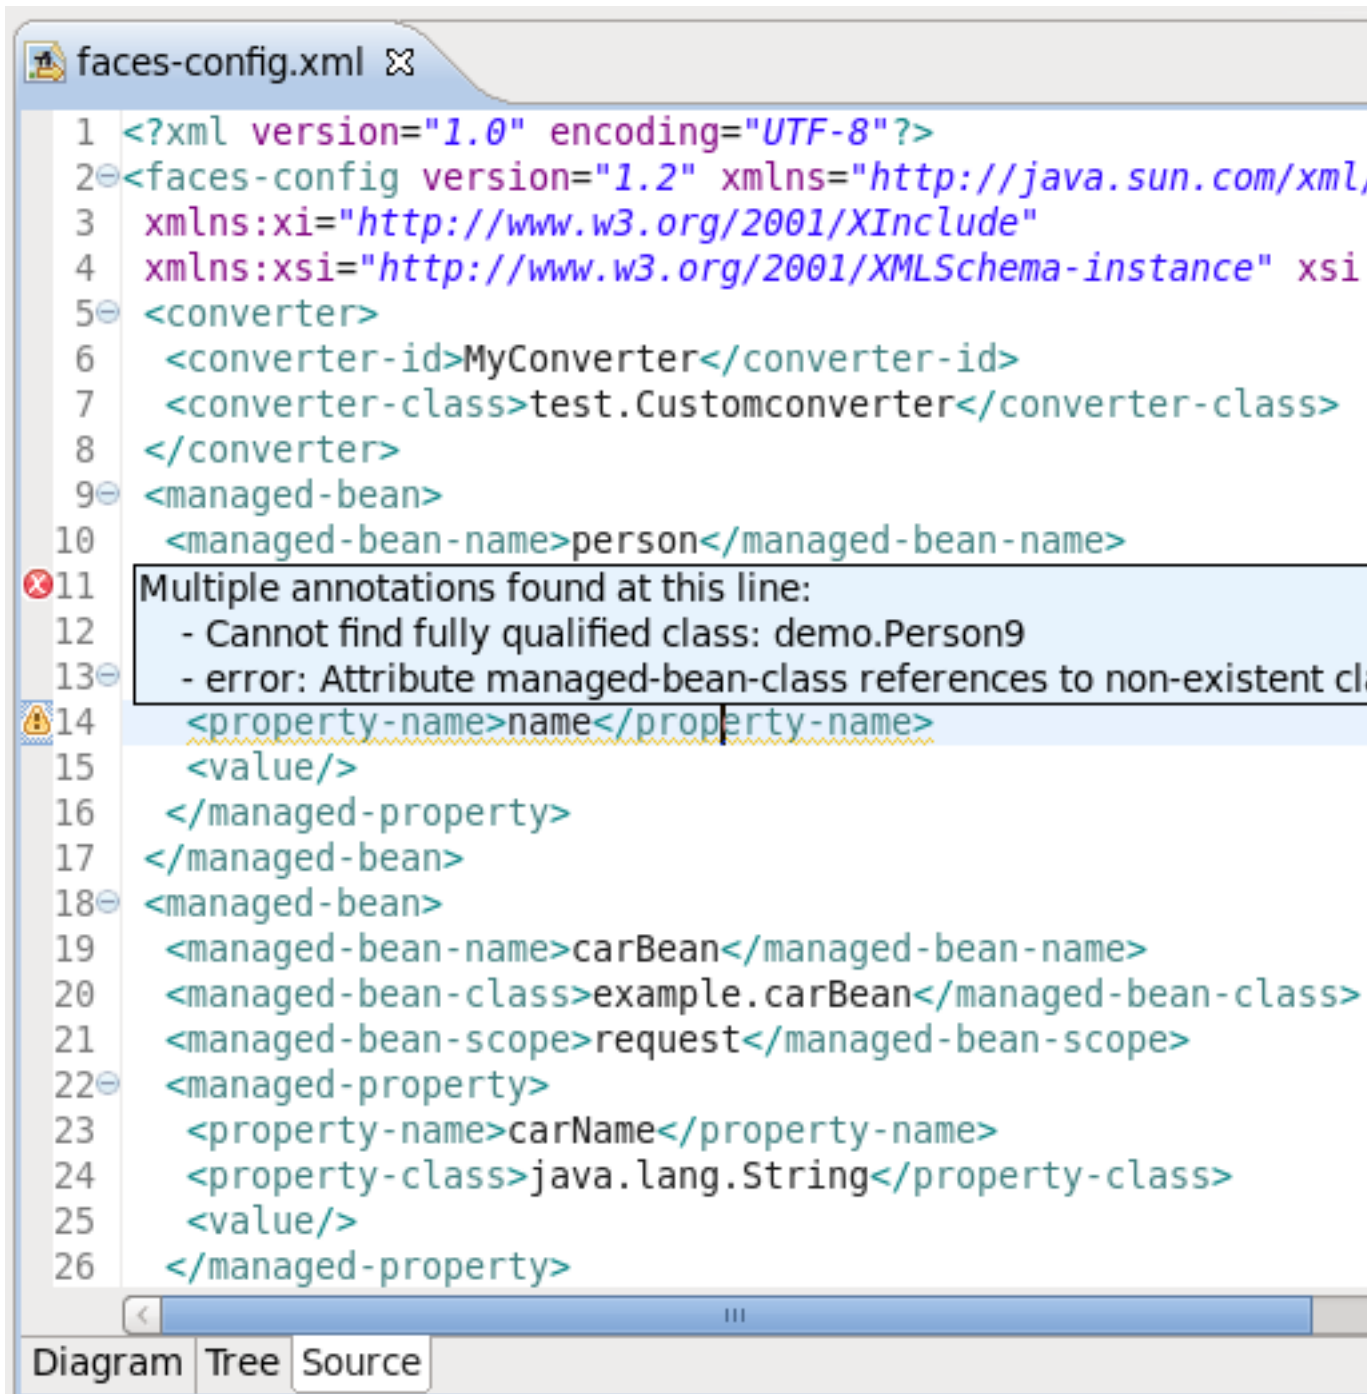 faces-config.xml
1 <?xml version="1.0" encoding="UTF-8"?>
2 <faces-config version="1.2" xmlns="http://java.sun.com/xml/
3 xmlns:xi="http://www.w3.org/2001/XInclude"
4 xmlns:xsi="http://www.w3.org/2001/XMLSchema-instance" xsi
5 <converter>
6 <converter-id>MyConverter</converter-id>
7 <converter-class>test.Customconverter</converter-class>
8 </converter>
9 <managed-bean>
10 <managed-bean-name>person</managed-bean-name>
11 Multiple annotations found at this line:
12 - Cannot find fully qualified class: demo.Person9
13 - error: Attribute managed-bean-class references to non-existent cl
14 <property-name>name</property-name>
15 <value/>
16 </managed-property>
17 </managed-bean>
18 <managed-bean>
19 <managed-bean-name>carBean</managed-bean-name>
20 <managed-bean-class>example.carBean</managed-bean-class>
21 <managed-bean-scope>request</managed-bean-scope>
22 <managed-property>
23 <property-name>carName</property-name>
24 <property-class>java.lang.String</property-class>
25 <value/>
26 </managed-property>
Diagram Tree Source